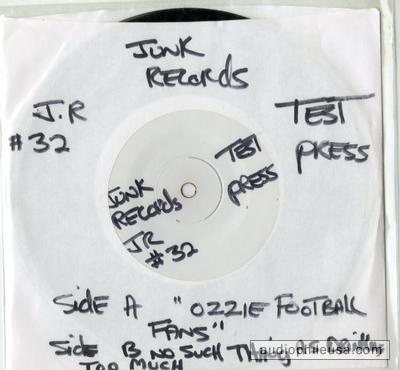 JUNK
RECORDS
J.R
#32
TEST
PRESS
JUNK
RECORDS
JR
#32
TEST
PRESS
SIDE A "OZZIE FOOTBALL
FANS"
SIDE B NO SUCH THING AS
TOO MUCH
audiophileusa.com